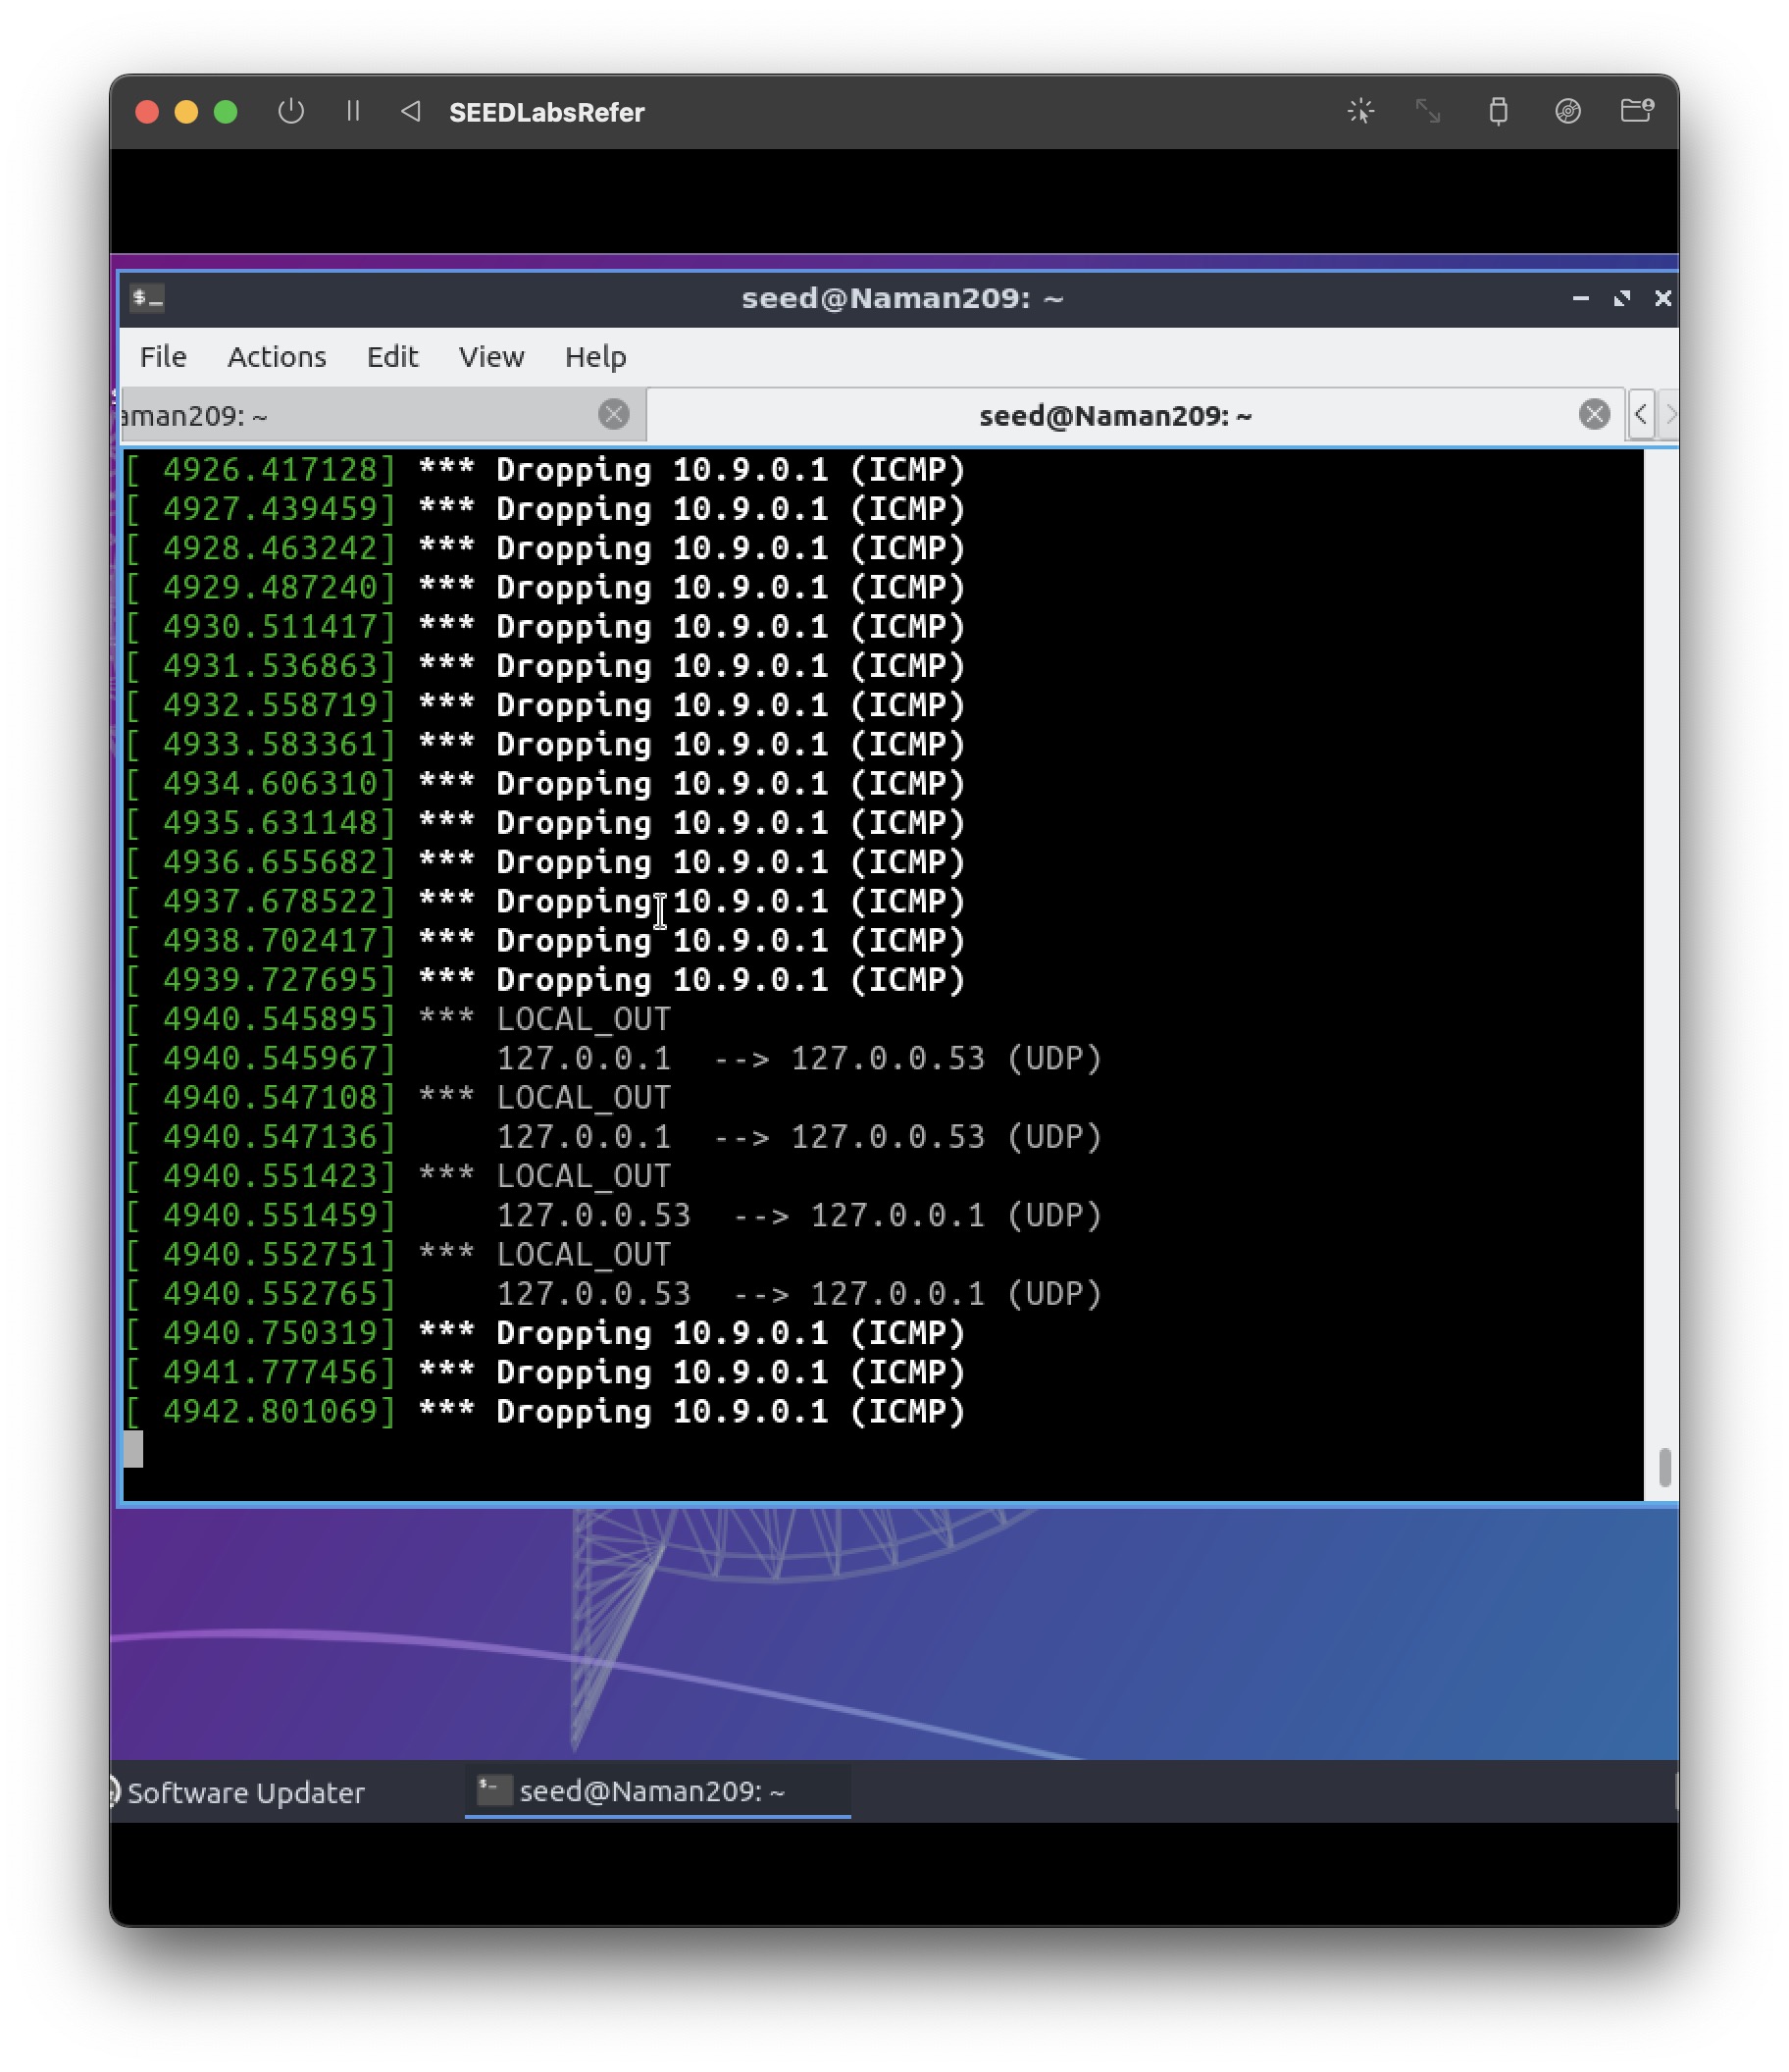 SEEDLabsRefer
seed@Naman209: ~
File Actions Edit View Help
aman209: ~
seed@Naman209: ~
[ 4926.417128] *** Dropping 10.9.0.1 (ICMP)
[ 4927.439459] *** Dropping 10.9.0.1 (ICMP)
[ 4928.463242] *** Dropping 10.9.0.1 (ICMP)
[ 4929.487240] *** Dropping 10.9.0.1 (ICMP)
[ 4930.511417] *** Dropping 10.9.0.1 (ICMP)
[ 4931.536863] *** Dropping 10.9.0.1 (ICMP)
[ 4932.558719] *** Dropping 10.9.0.1 (ICMP)
[ 4933.583361] *** Dropping 10.9.0.1 (ICMP)
[ 4934.606310] *** Dropping 10.9.0.1 (ICMP)
[ 4935.631148] *** Dropping 10.9.0.1 (ICMP)
[ 4936.655682] *** Dropping 10.9.0.1 (ICMP)
[ 4937.678522] *** Dropping 10.9.0.1 (ICMP)
[ 4938.702417] *** Dropping 10.9.0.1 (ICMP)
[ 4939.727695] *** Dropping 10.9.0.1 (ICMP)
[ 4940.545895] *** LOCAL_OUT
[ 4940.545967]     127.0.0.1  --> 127.0.0.53 (UDP)
[ 4940.547108] *** LOCAL_OUT
[ 4940.547136]     127.0.0.1  --> 127.0.0.53 (UDP)
[ 4940.551423] *** LOCAL_OUT
[ 4940.551459]     127.0.0.53  --> 127.0.0.1 (UDP)
[ 4940.552751] *** LOCAL_OUT
[ 4940.552765]     127.0.0.53  --> 127.0.0.1 (UDP)
[ 4940.750319] *** Dropping 10.9.0.1 (ICMP)
[ 4941.777456] *** Dropping 10.9.0.1 (ICMP)
[ 4942.801069] *** Dropping 10.9.0.1 (ICMP)
Software Updater
seed@Naman209: ~